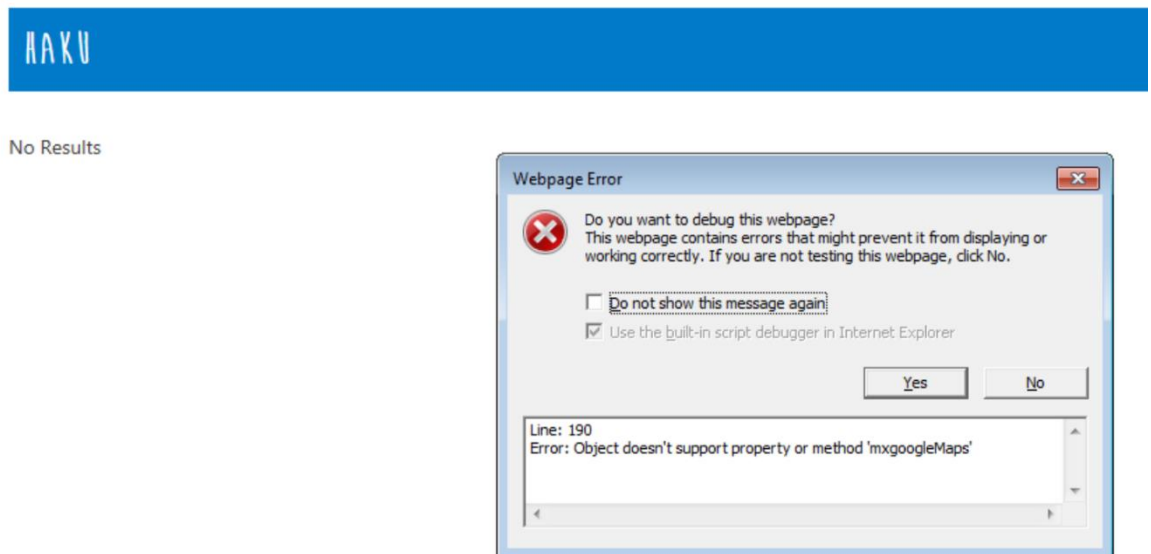 HAKU
No Results
Webpage Error
Do you want to debug this webpage?
This webpage contains errors that might prevent it from displaying or
working correctly. If you are not testing this webpage, click No.
Do not show this message again
Use the built-in script debugger in Internet Explorer
Yes No
Line: 190
Error: Object doesn't support property or method 'mxgoogleMaps'